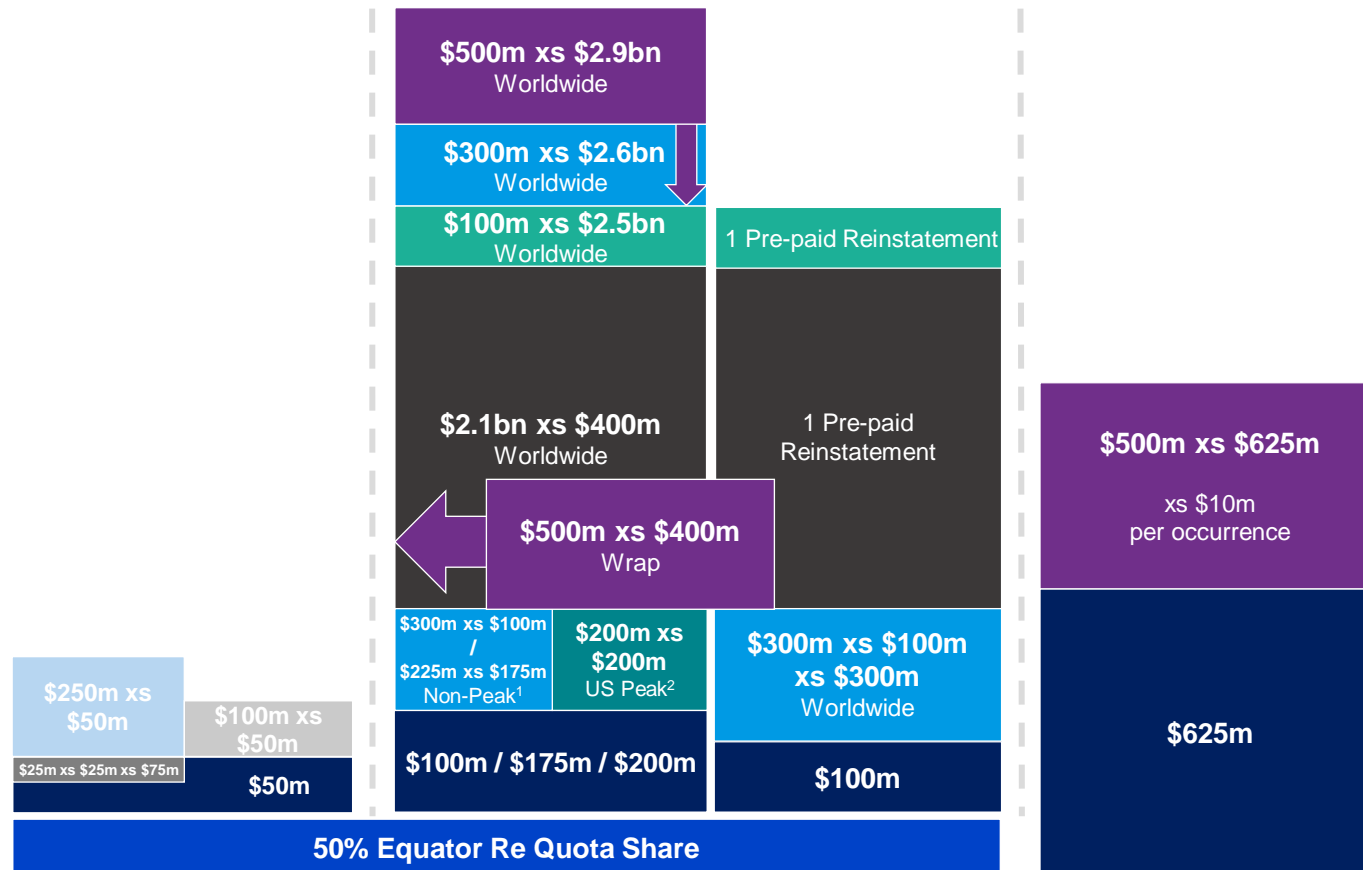 $500m xs $2.9bn
Worldwide
$300m xs $2.6bn
Worldwide
$100m xs $2.5bn
Worldwide
1 Pre-paid Reinstatement
$2.1bn xs $400m
Worldwide
1 Pre-paid
Reinstatement
$500m xs $400m
Wrap
$500m xs $625m
xs $10m
per occurrence
$300m xs $100m
/
$225m xs $175m
Non-Peak¹
$200m xs
$200m
US Peak²
$300m xs $100m
xs $300m
Worldwide
$250m xs
$50m
$100m xs
$50m
$25m xs $25m xs $75m
$50m
$100m / $175m / $200m
$100m
$625m
50% Equator Re Quota Share